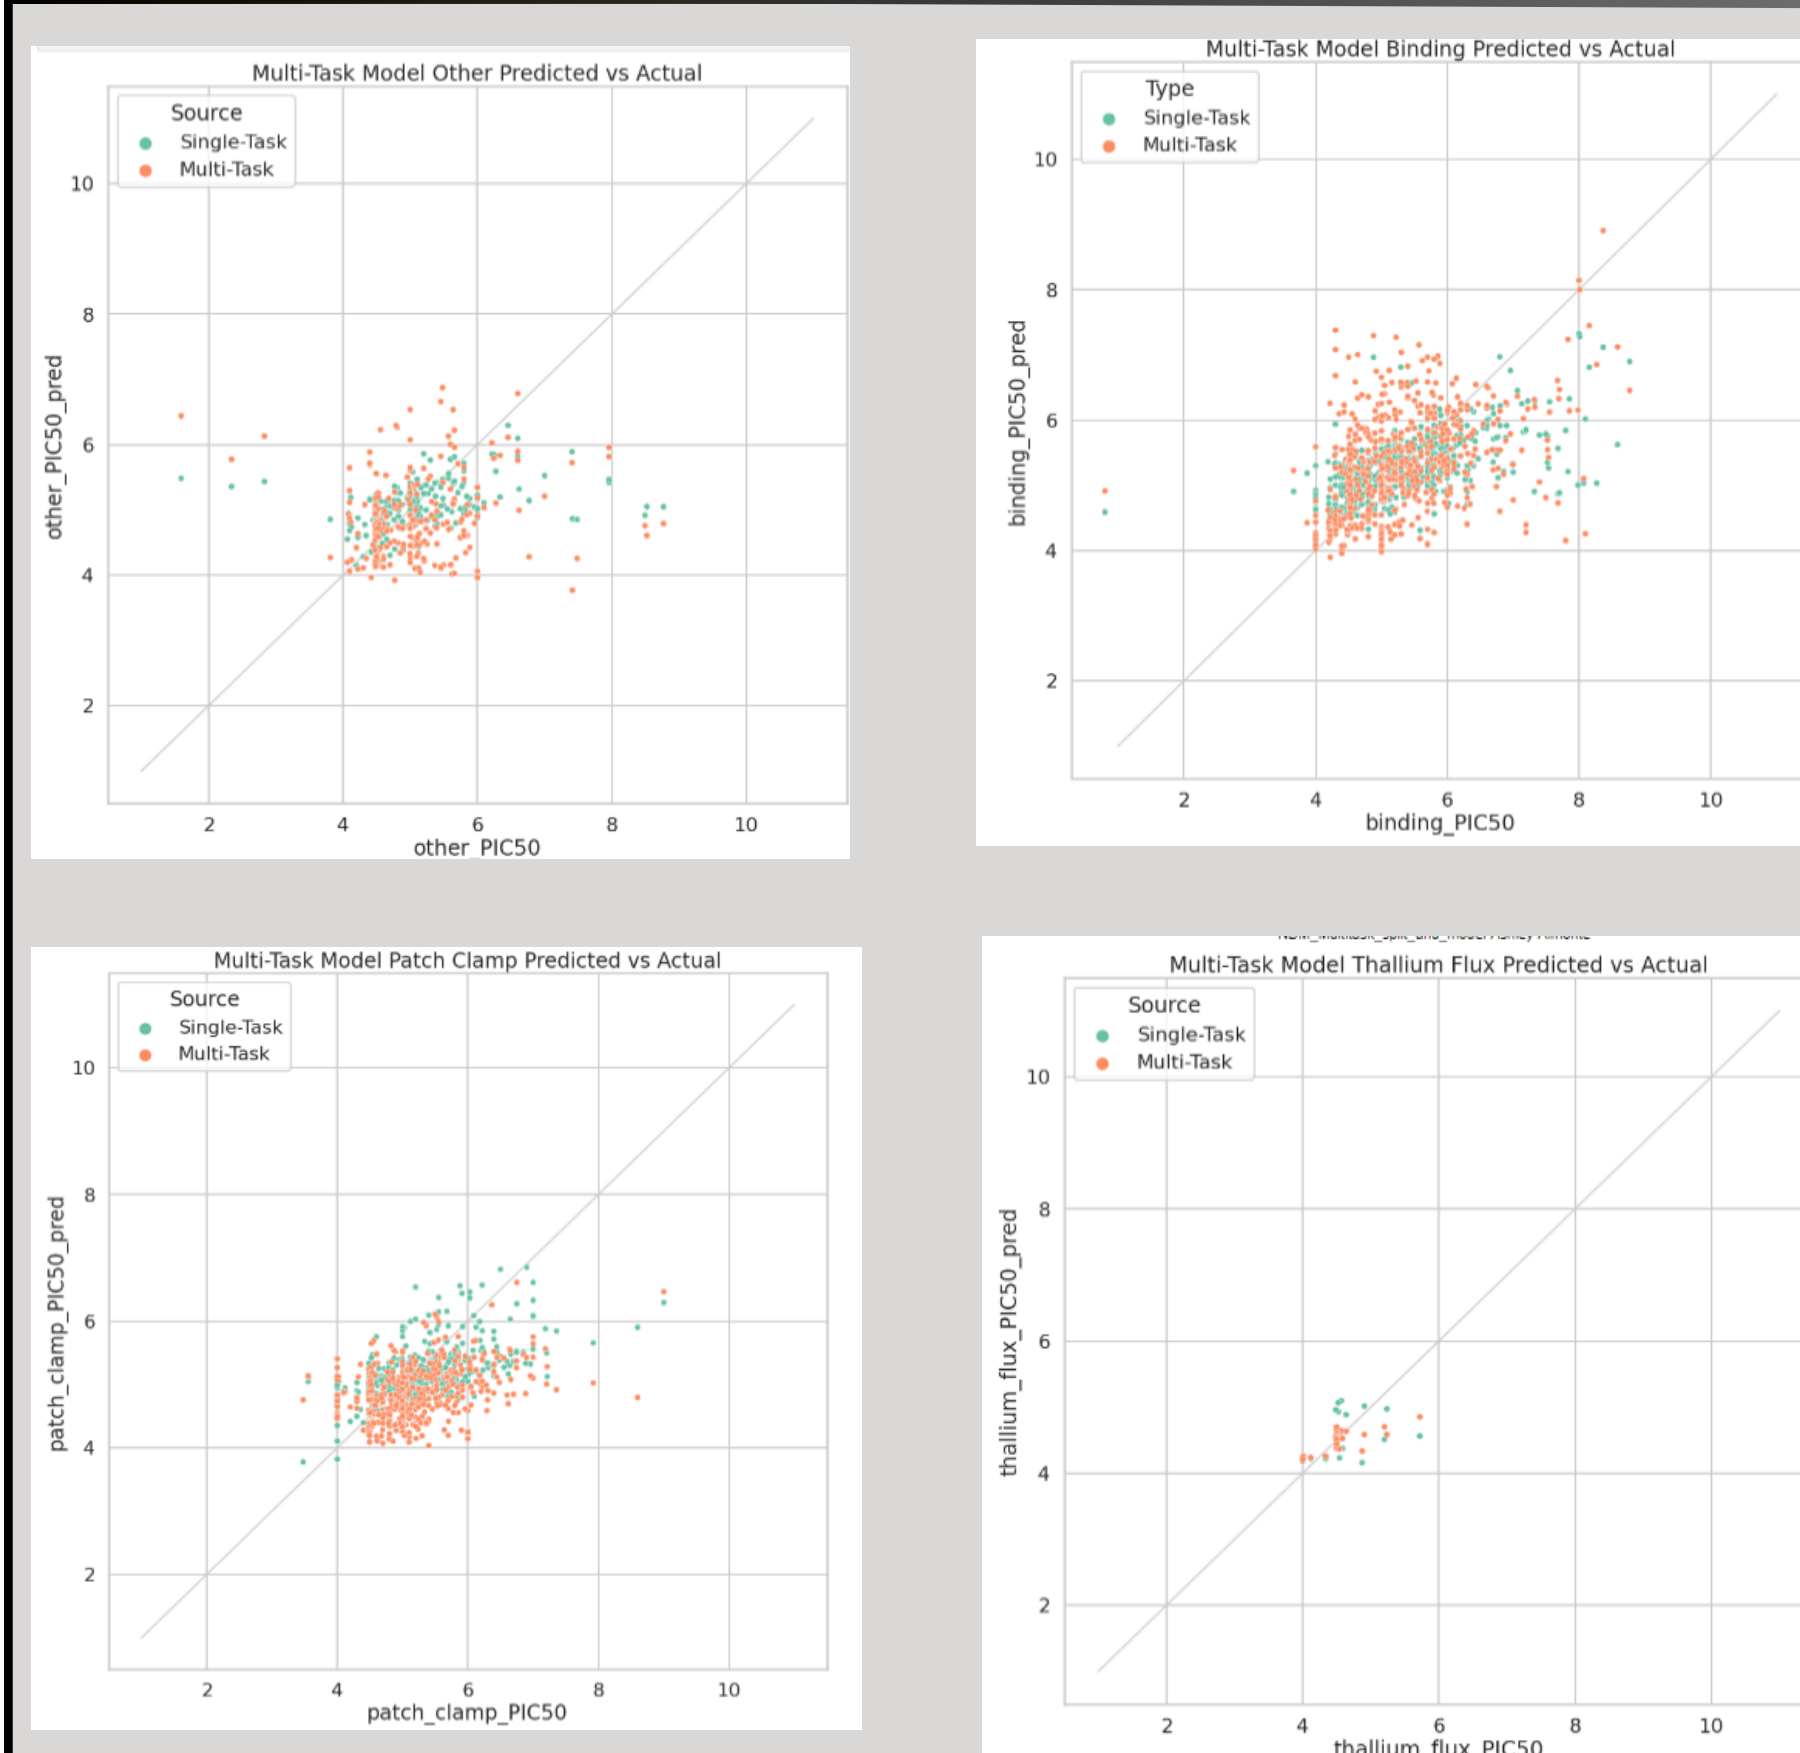 Multi-Task Model Other Predicted vs Actual
Source
Single-Task
Multi-Task
10
8
6
4
2
other_PIC50_pred
2 4 6 8 10
other_PIC50
Multi-Task Model Binding Predicted vs Actual
Type
Single-Task
Multi-Task
10
8
6
4
2
binding_PIC50_pred
2 4 6 8 10
binding_PIC50
Multi-Task Model Patch Clamp Predicted vs Actual
Source
Single-Task
Multi-Task
10
8
6
4
2
patch_clamp_PIC50_pred
2 4 6 8 10
patch_clamp_PIC50
Multi-Task Model Thallium Flux Predicted vs Actual
Source
Single-Task
Multi-Task
10
8
6
4
2
thallium_flux_PIC50_pred
2 4 6 8 10
thallium_flux_PIC50